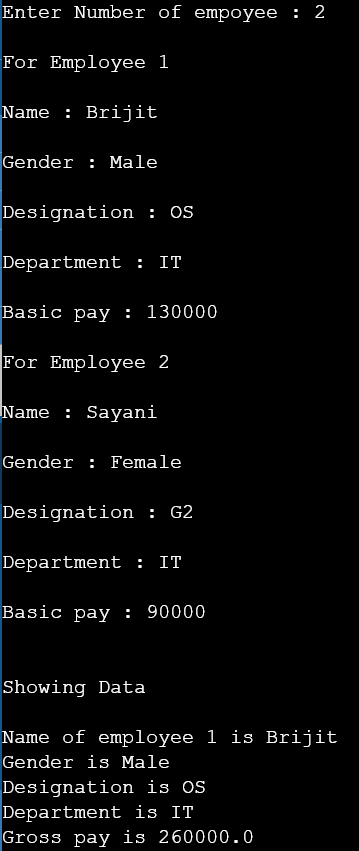 Enter Number of empoyee : 2
For Employee 1
Name : Brijit
Gender : Male
Designation : OS
Department : IT
Basic pay : 130000
For Employee 2
Name : Sayani
Gender : Female
Designation : G2
Department : IT
Basic pay : 90000
Showing Data
Name of employee 1 is Brijit
Gender is Male
Designation is OS
Department is IT
Gross pay is 260000.0